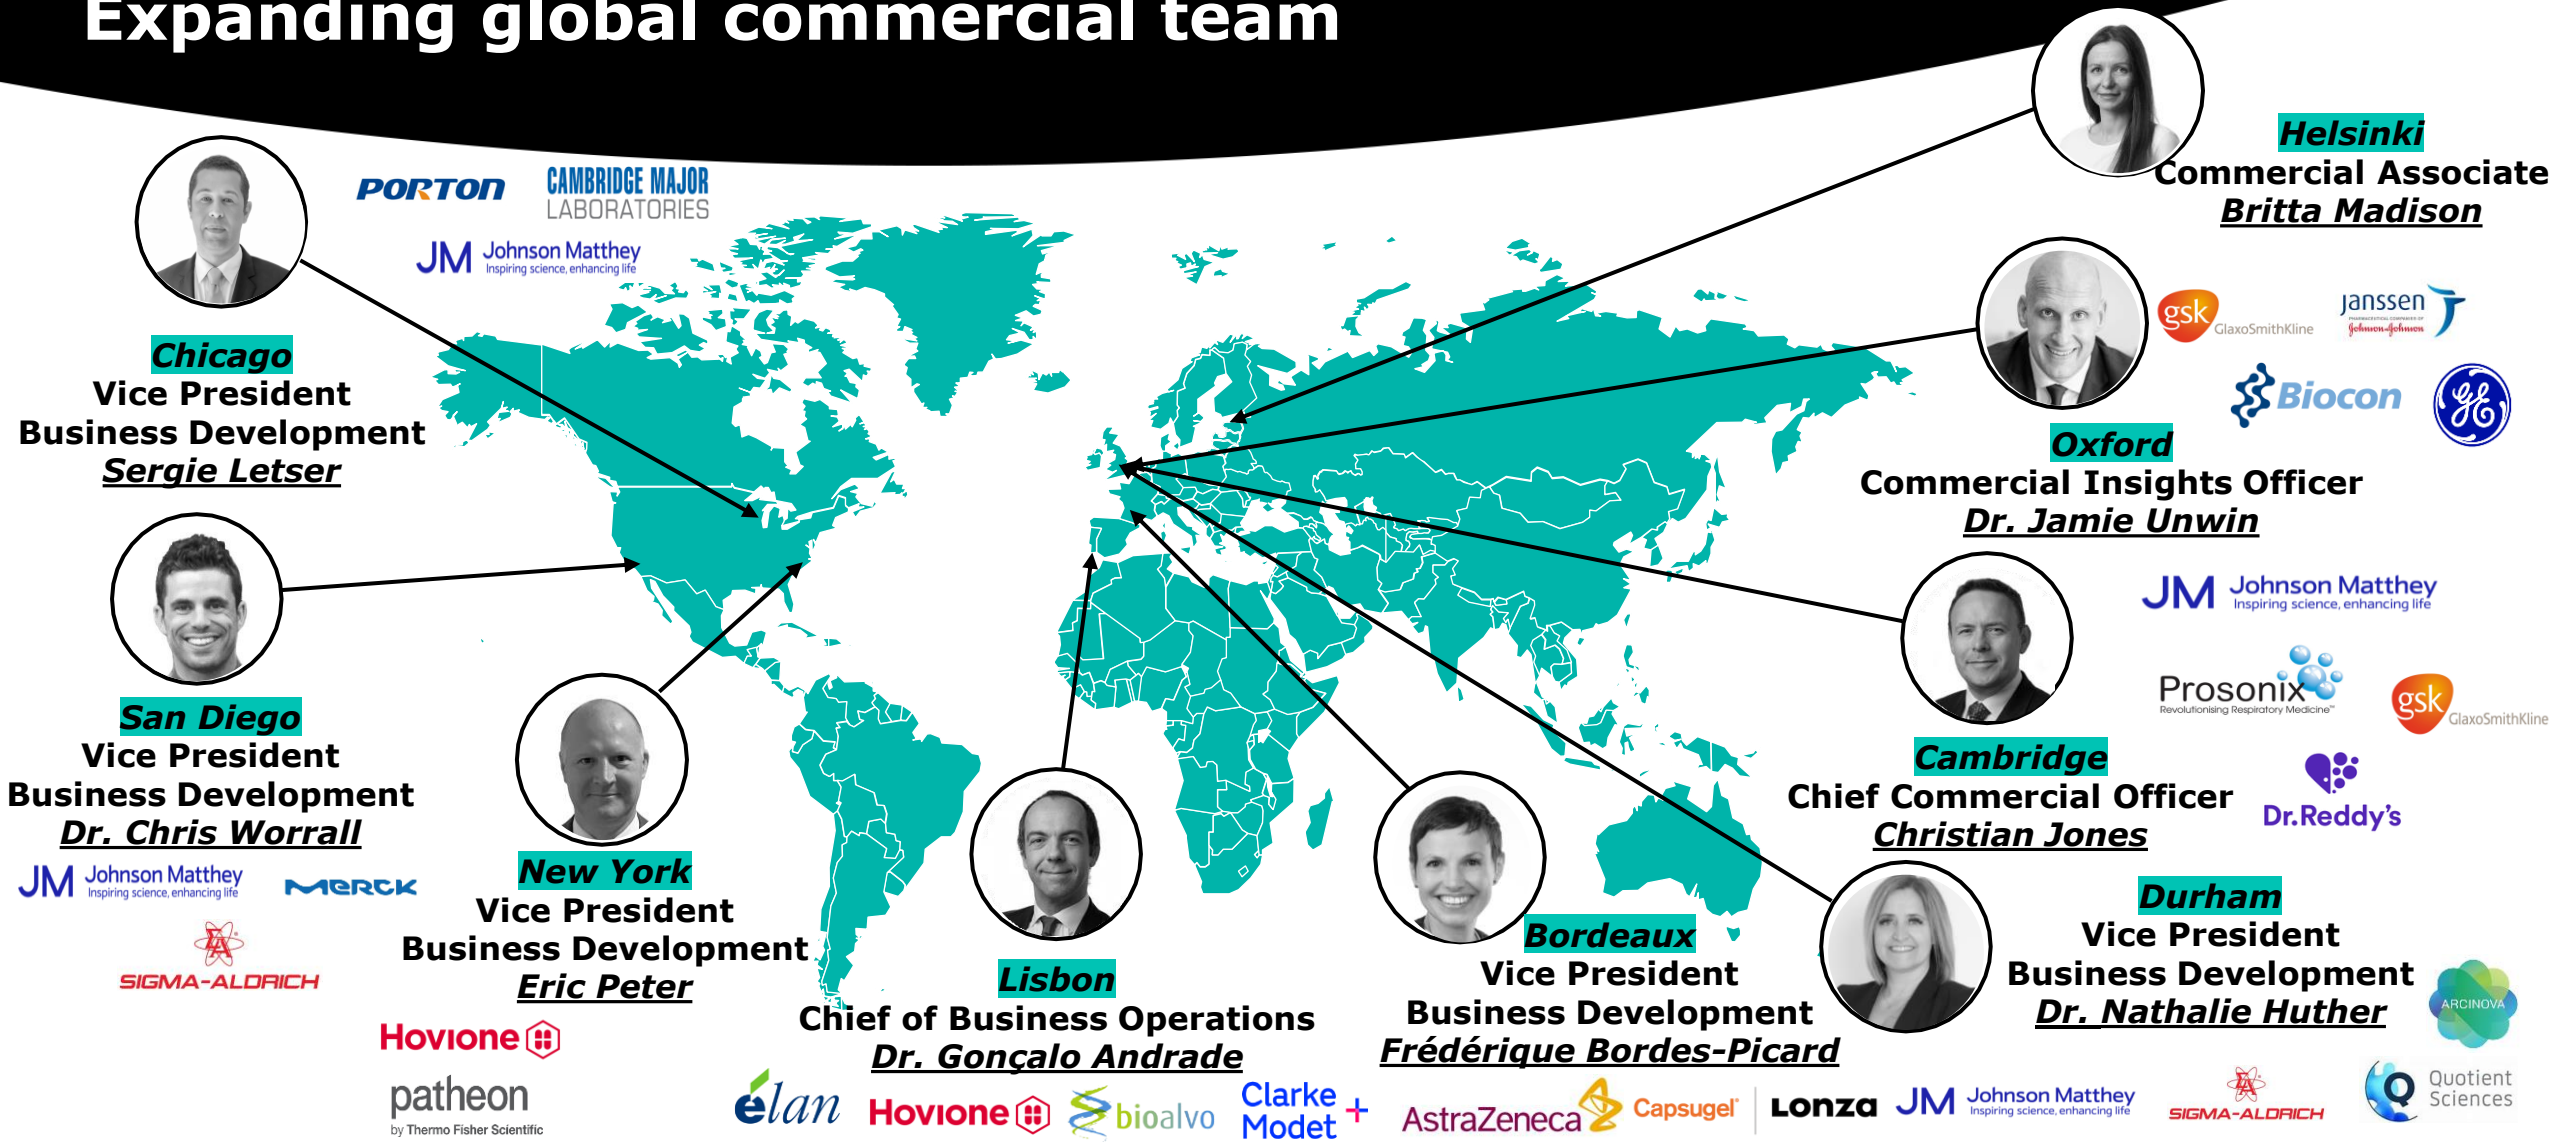 Expanding global commercial team
Helsinki
Commercial Associate
Britta Madison
PORTON
CAMBRIDGE MAJOR
LABORATORIES
JM Johnson Matthey
Inspiring science, enhancing life
Chicago
Vice President
Business Development
Sergie Letser
gsk
GlaxoSmithKline
janssen
PHARMACEUTICAL COMPANIES OF
Johnson & Johnson
Biocon
GE
Oxford
Commercial Insights Officer
Dr. Jamie Unwin
JM Johnson Matthey
Inspiring science, enhancing life
Prosonix
Revolutionising Respiratory Medicine™
gsk
GlaxoSmithKline
Cambridge
Chief Commercial Officer
Christian Jones
Dr.Reddy's
San Diego
Vice President
Business Development
Dr. Chris Worrall
JM Johnson Matthey
Inspiring science, enhancing life
MERCK
SIGMA-ALDRICH
New York
Vice President
Business Development
Eric Peter
Hovione
patheon
by Thermo Fisher Scientific
Lisbon
Chief of Business Operations
Dr. Gonçalo Andrade
élan
Hovione
bioalvo
Clarke
Modet +
Bordeaux
Vice President
Business Development
Frédérique Bordes-Picard
AstraZeneca
Capsugel
Lonza
Durham
Vice President
Business Development
Dr. Nathalie Huther
ARCINOVA
JM Johnson Matthey
Inspiring science, enhancing life
SIGMA-ALDRICH
Q Quotient
Sciences